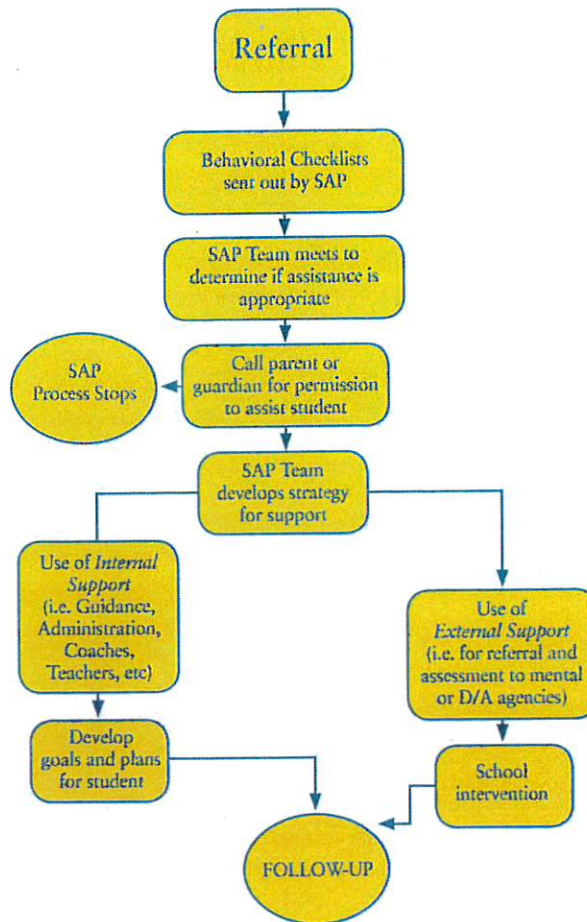 Referral
Behavioral Checklists
sent out by SAP
SAP Team meets to
determine if assistance is
appropriate
Call parent or
guardian for permission
to assist student
SAP
Process Stops
SAP Team
develops strategy
for support
Use of Internal
Support
(i.e. Guidance,
Administration,
Coaches,
Teachers, etc)
Use of
External Support
(i.e. for referral and
assessment to mental
or D/A agencies)
Develop
goals and plans
for student
School
intervention
FOLLOW-UP